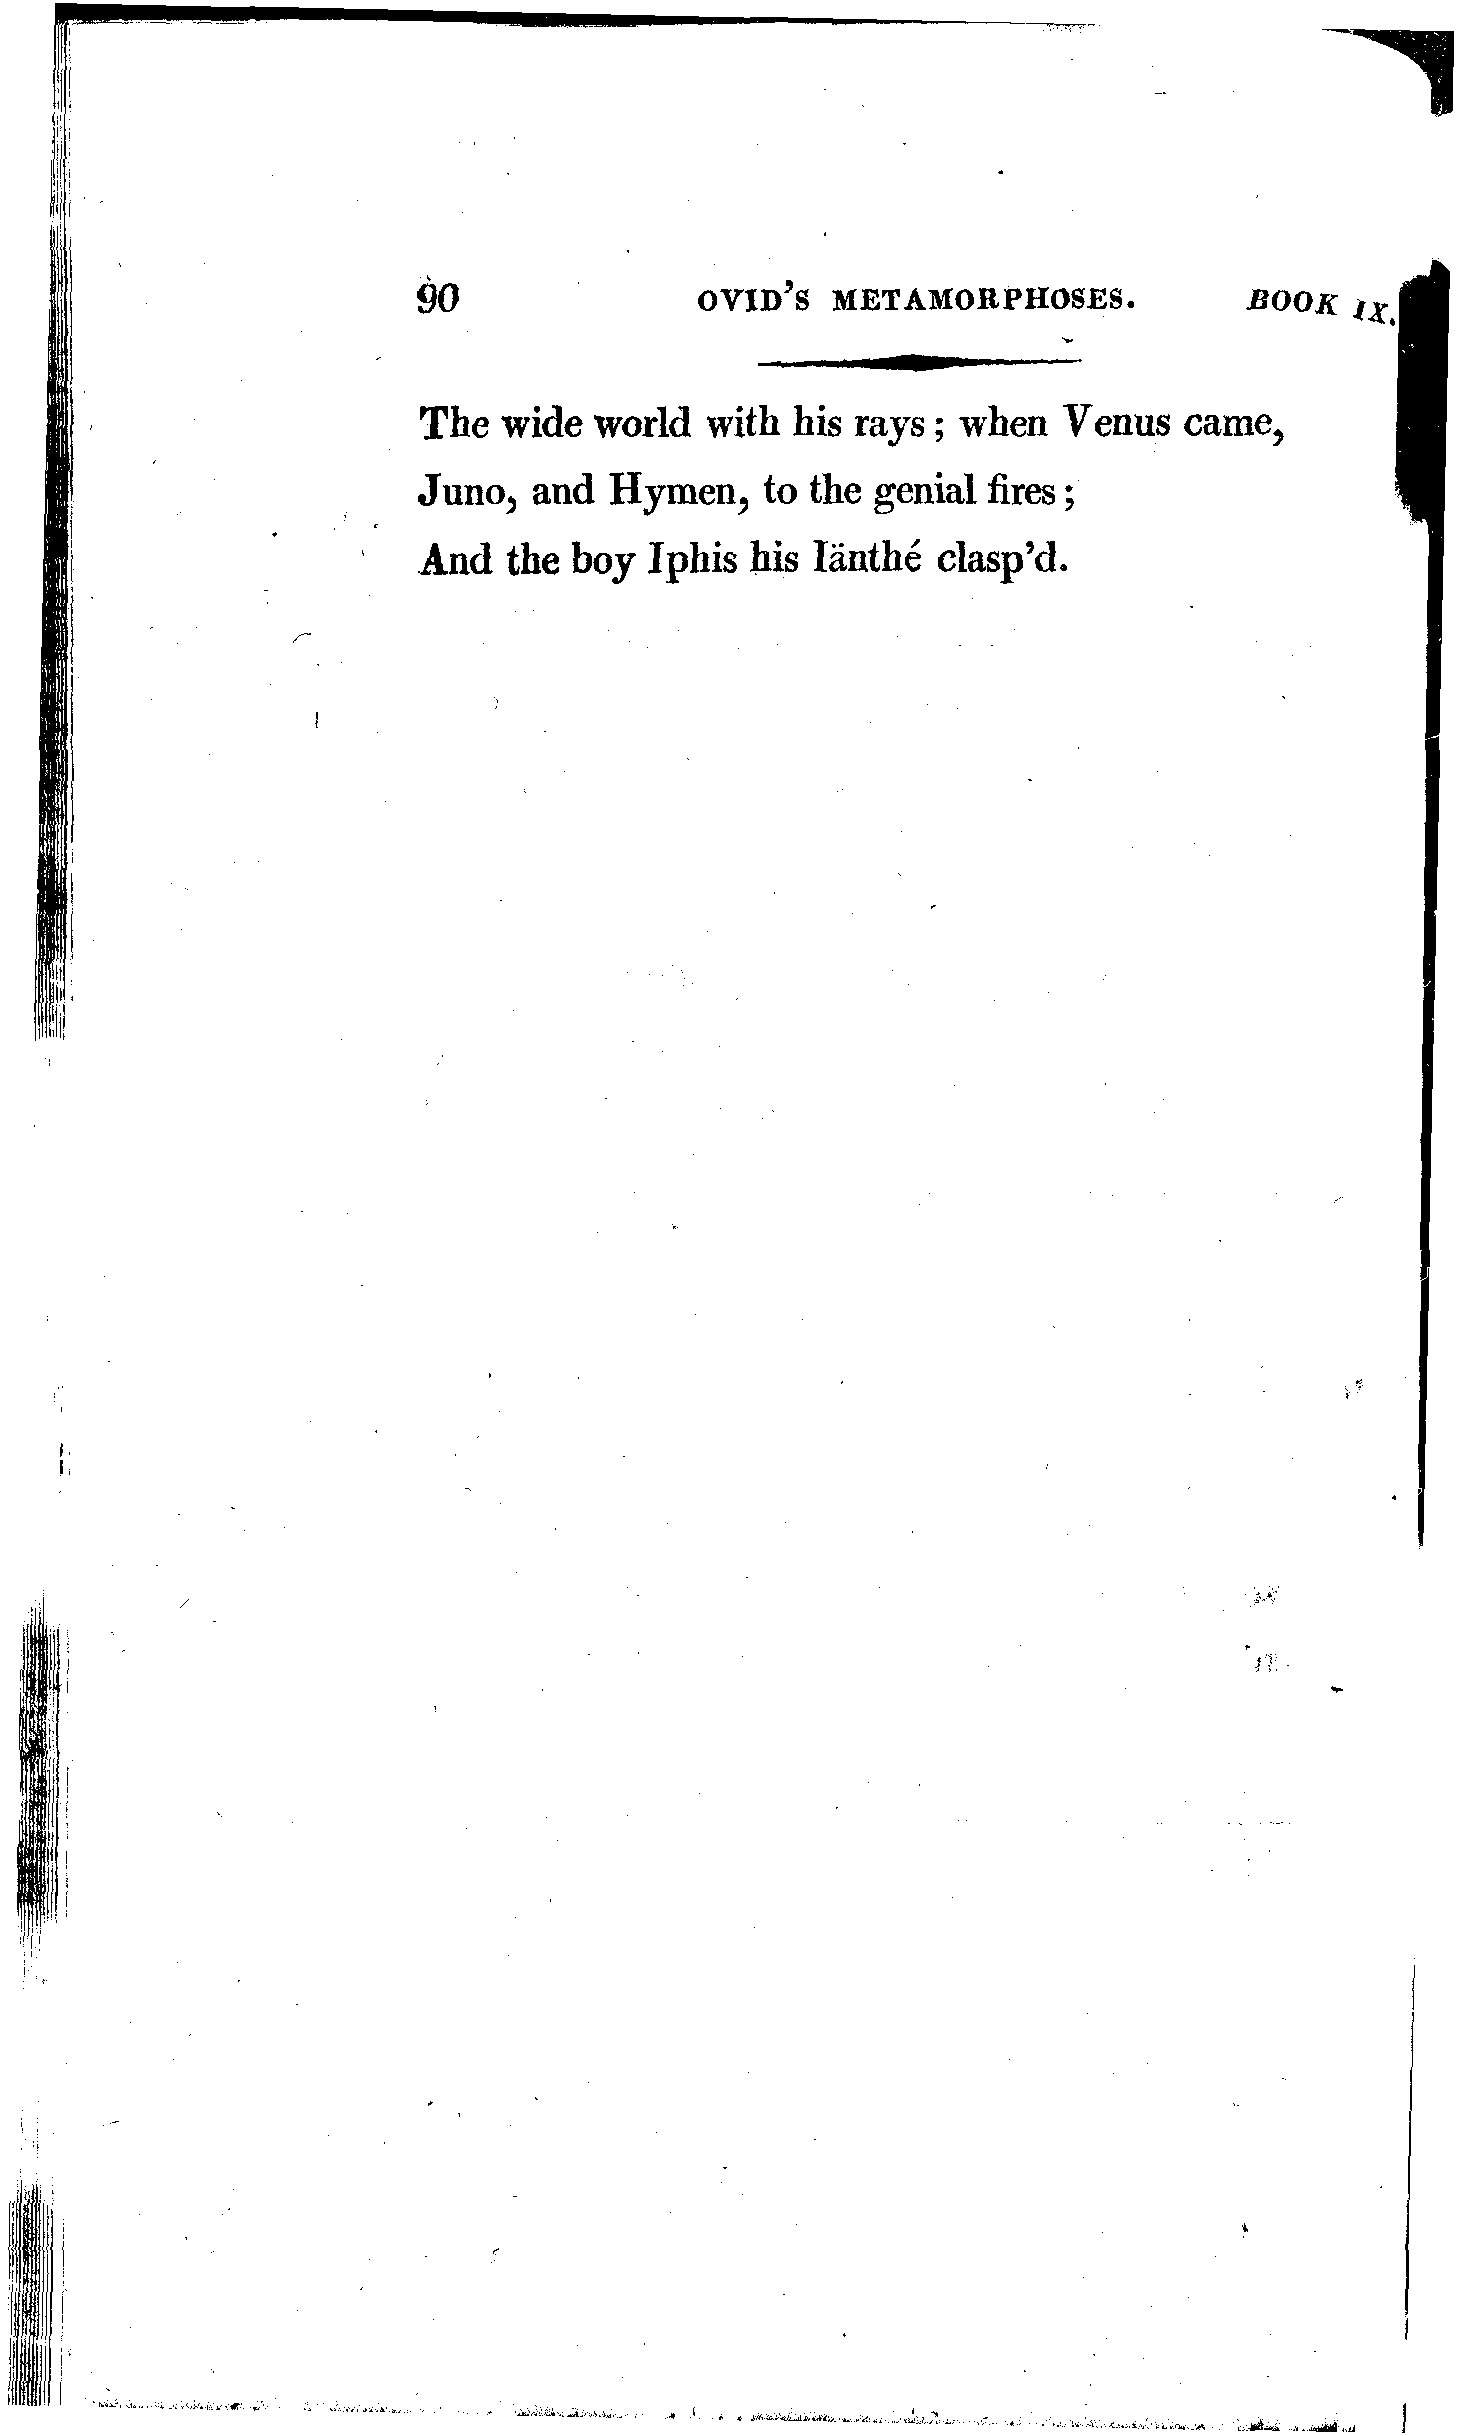 90 OVID'S METAMORPHOSES. BOOK IX.
The wide world with his rays; when Venus came,
Juno, and Hymen, to the genial fires;
And the boy Iphis his Iänthé clasp'd.